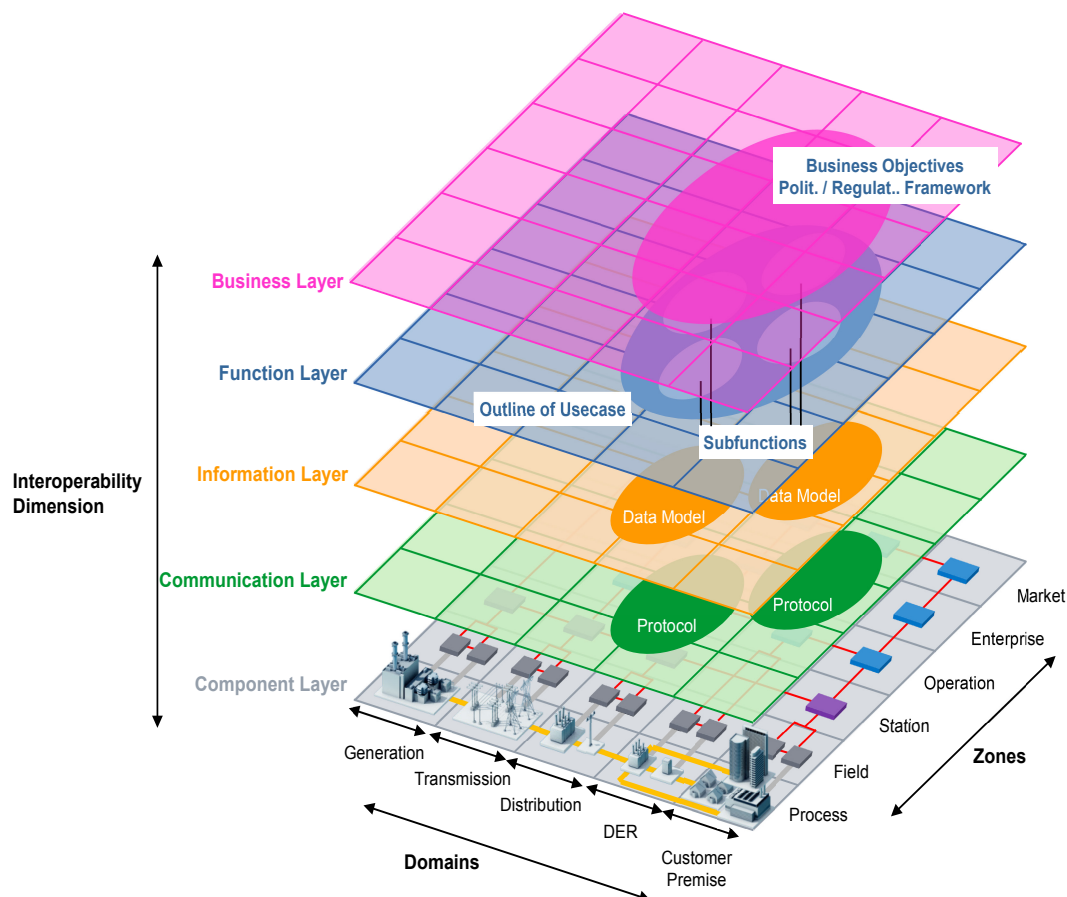 Business Objectives
Polit. / Regulat.. Framework
Business Layer
Function Layer
Outline of Usecase
Subfunctions
Information Layer
Interoperability
Dimension
Data Model
Data Model
Communication Layer
Protocol
Protocol
Component Layer
Market
Enterprise
Operation
Station
Field
Process
Zones
Generation
Transmission
Distribution
DER
Customer
Premise
Domains